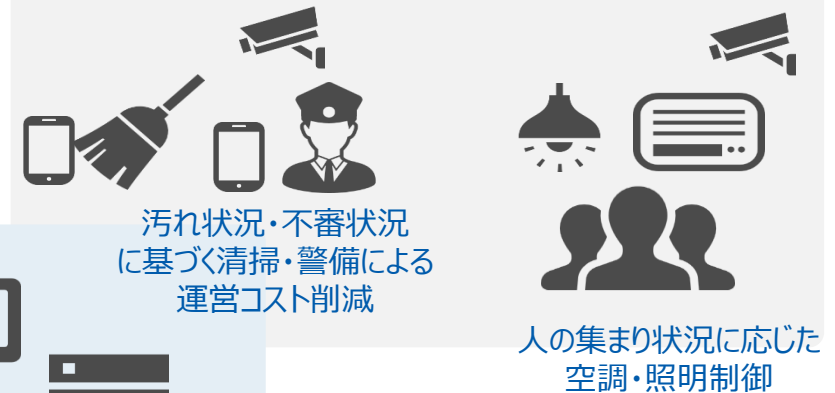 汚れ状況・不審状況
に基づく清掃・警備による
運営コスト削減
人の集まり状況に応じた
空調・照明制御